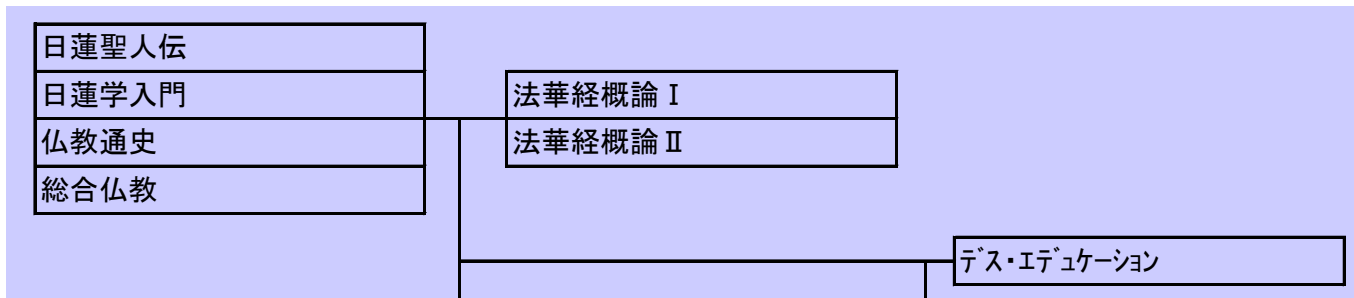 日蓮聖人伝
日蓮学入門
法華経概論Ⅰ
仏教通史
法華経概論Ⅱ
総合仏教
ﾃﾞｽ・ｴﾃﾞｭｹーｼｮﾝ